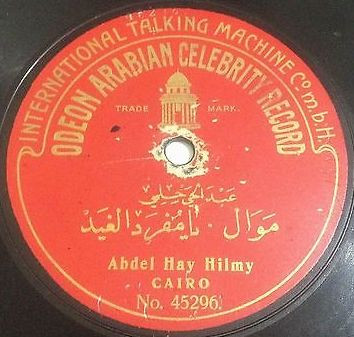 INTERNATIONAL TALKING MACHINE Co.m.b.H.
ODEON ARABIAN CELEBRITY RECORD
TRADE MARK.
عبد الحي حلمي
موال . يا مفرد الغيد
Abdel Hay Hilmy
CAIRO
No. 45296.